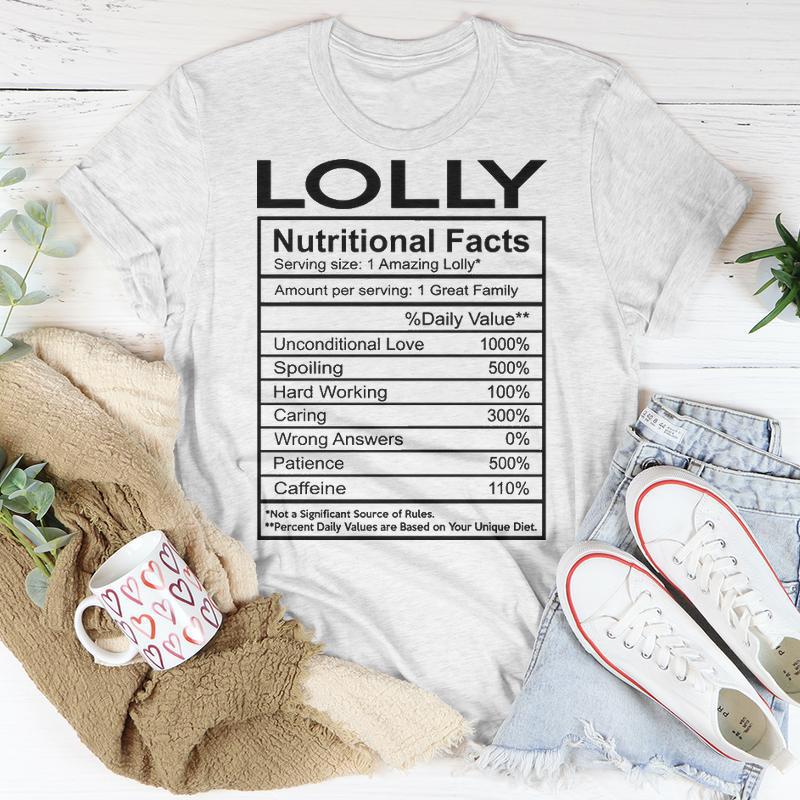 LOLLY
Nutritional Facts
Serving size: 1 Amazing Lolly*
Amount per serving: 1 Great Family
%Daily Value**
Unconditional Love 1000%
Spoiling 500%
Hard Working 100%
Caring 300%
Wrong Answers 0%
Patience 500%
Caffeine 110%
*Not a Significant Source of Rules.
**Percent Daily Values are Based on Your Unique Diet.